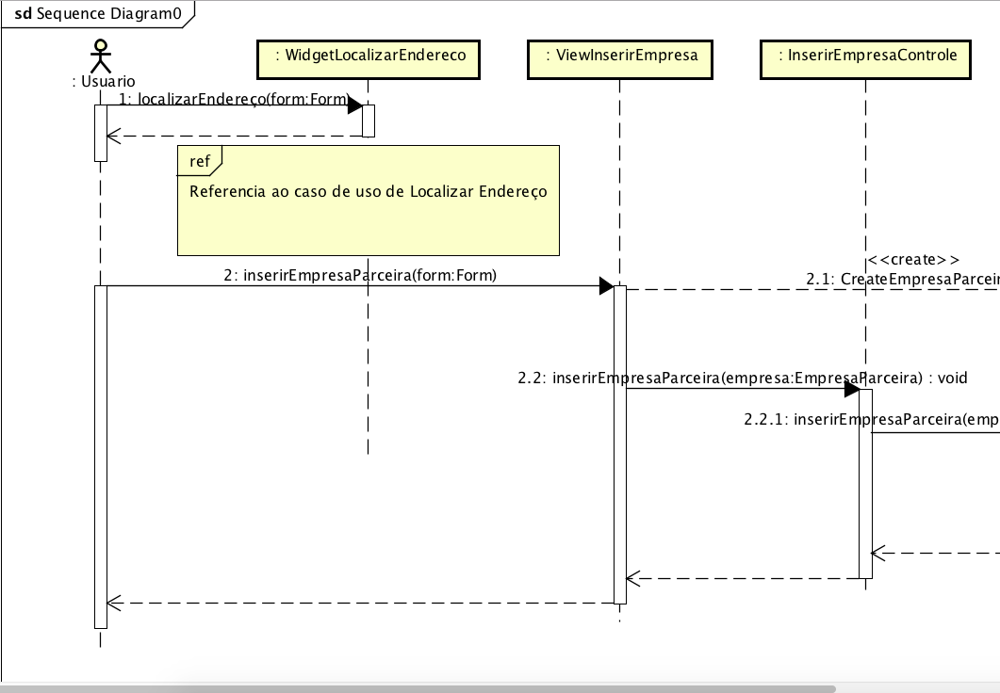 sd Sequence Diagram0
: WidgetLocalizarEndereco
: ViewInserirEmpresa
: InserirEmpresaControle
: Usuario
1: localizarEndereço(form:Form)
ref
Referencia ao caso de uso de Localizar Endereço
<<create>>
2: inserirEmpresaParceira(form:Form)
2.1: CreateEmpresaParceir
2.2: inserirEmpresaParceira(empresa:EmpresaParceira) : void
2.2.1: inserirEmpresaParceira(emp